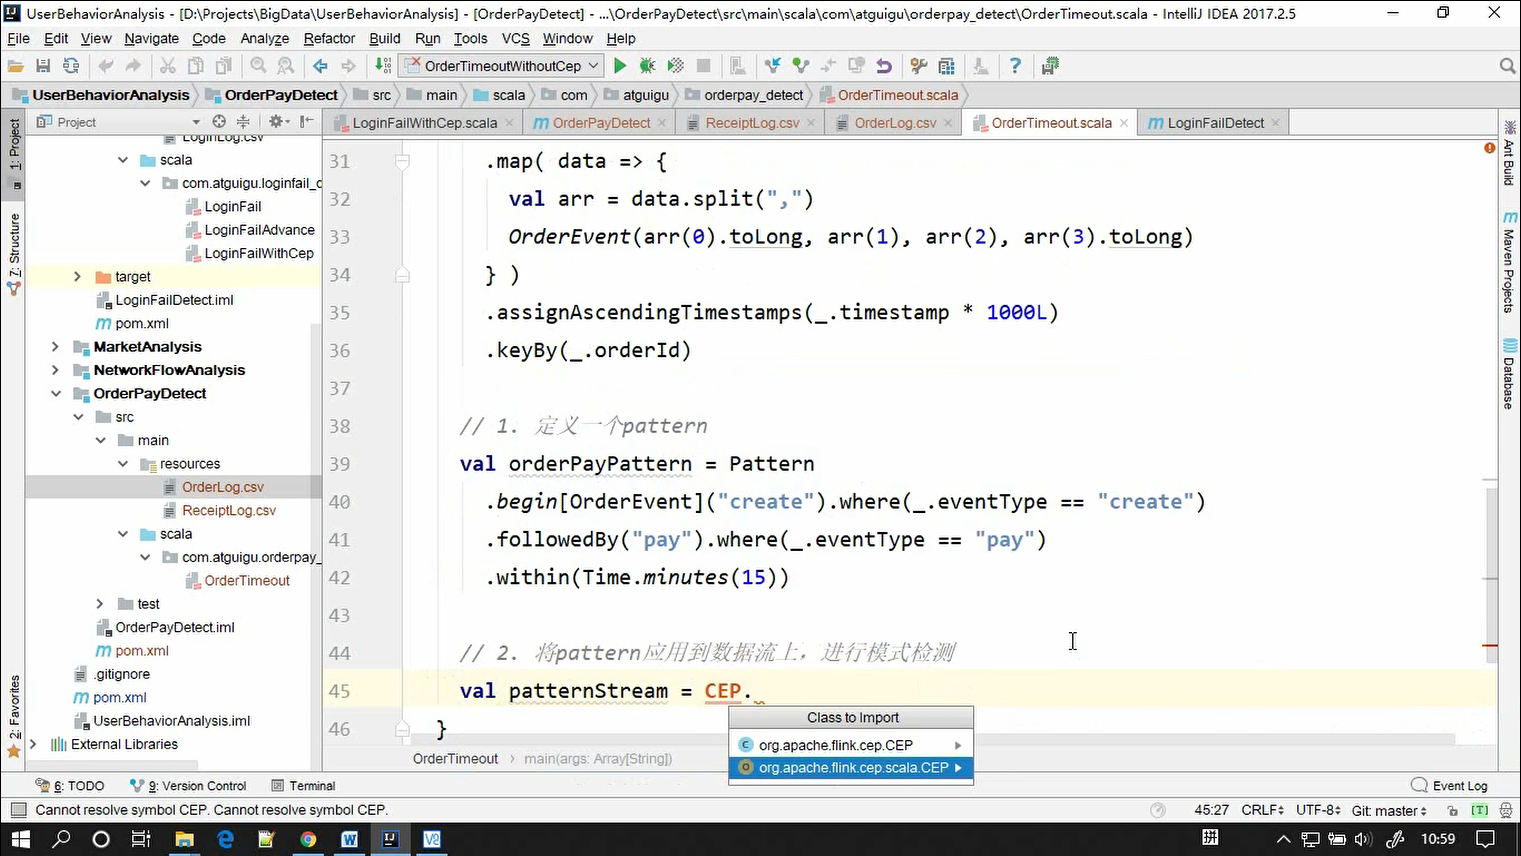 UserBehaviorAnalysis - [D:\Projects\BigData\UserBehaviorAnalysis] - [OrderPayDetect] - ...\OrderPayDetect\src\main\scala\com\atguigu\orderpay_detect\OrderTimeout.scala - IntelliJ IDEA 2017.2.5
File Edit View Navigate Code Analyze Refactor Build Run Tools VCS Window Help
OrderTimeoutWithoutCep
UserBehaviorAnalysis OrderPayDetect src main scala com atguigu orderpay_detect OrderTimeout.scala
Project
LoginFailWithCep.scala OrderPayDetect ReceiptLog.csv OrderLog.csv OrderTimeout.scala LoginFailDetect
1: Project
7: Structure
2: Favorites
LoginLog.csv
scala
com.atguigu.loginfail_d
LoginFail
LoginFailAdvance
LoginFailWithCep
target
LoginFailDetect.iml
pom.xml
MarketAnalysis
NetworkFlowAnalysis
OrderPayDetect
src
main
resources
OrderLog.csv
ReceiptLog.csv
scala
com.atguigu.orderpay_
OrderTimeout
test
OrderPayDetect.iml
pom.xml
.gitignore
pom.xml
UserBehaviorAnalysis.iml
External Libraries
31 .map( data => {
32 val arr = data.split(",")
33 OrderEvent(arr(0).toLong, arr(1), arr(2), arr(3).toLong)
34 } )
35 .assignAscendingTimestamps(_.timestamp * 1000L)
36 .keyBy(_.orderId)
37
38 // 1. 定义一个pattern
39 val orderPayPattern = Pattern
40 .begin[OrderEvent]("create").where(_.eventType == "create")
41 .followedBy("pay").where(_.eventType == "pay")
42 .within(Time.minutes(15))
43
44 // 2. 将pattern应用到数据流上，进行模式检测
45 val patternStream = CEP.
46 }
Class to Import
org.apache.flink.cep.CEP
org.apache.flink.cep.scala.CEP
OrderTimeout main(args: Array[String])
Ant Build
Maven Projects
Database
6: TODO 9: Version Control Terminal Event Log
Cannot resolve symbol CEP. Cannot resolve symbol CEP. 45:27 CRLF UTF-8 Git: master [T]
拼 10:59